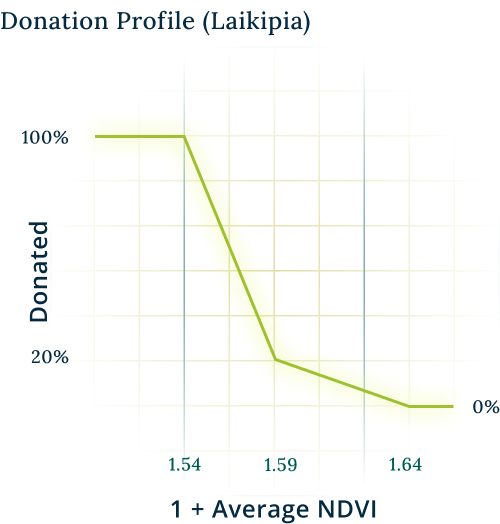 Donation Profile (Laikipia)
100%
Donated
20%
0%
1.54
1.59
1.64
1 + Average NDVI